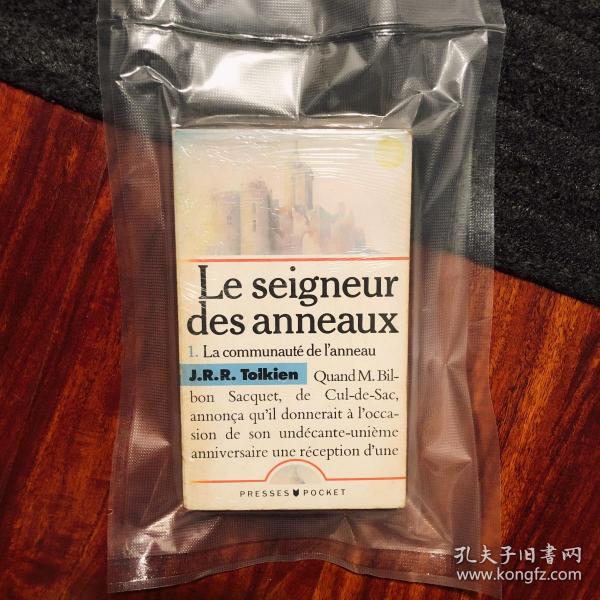 Le seigneur
des anneaux
1. La communauté de l'anneau
J.R.R. Tolkien Quand M. Bil-
bon Sacquet, de Cul-de-Sac,
annonça qu'il donnerait à l'occa-
sion de son undécante-unième
anniversaire une réception d'une
PRESSES POCKET
孔夫子旧书网
www.kongfz.com